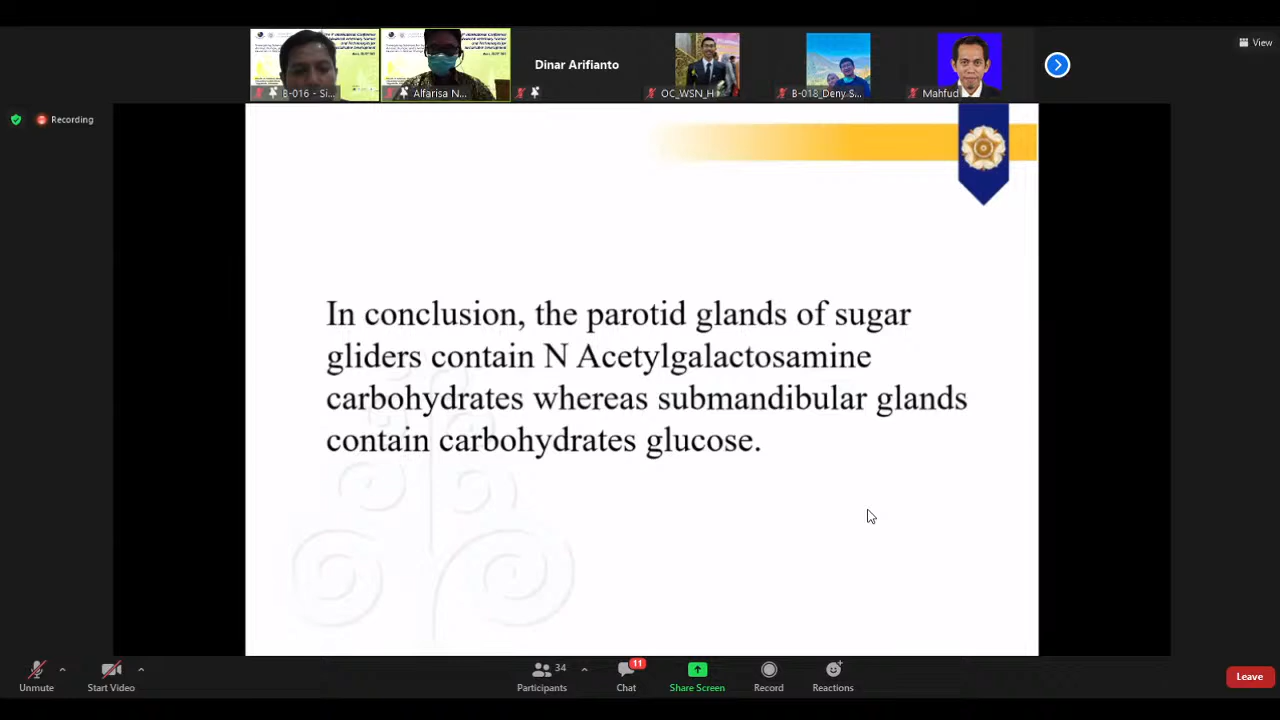 View
B-016 - Si...
Alfarisa N...
Dinar Arifianto
OC_WSN_H
B-018_Deny S...
Mahfud
Recording
In conclusion, the parotid glands of sugar
gliders contain N Acetylgalactosamine
carbohydrates whereas submandibular glands
contain carbohydrates glucose.
Unmute
Start Video
34
Participants
11
Chat
Share Screen
Record
Reactions
Leave